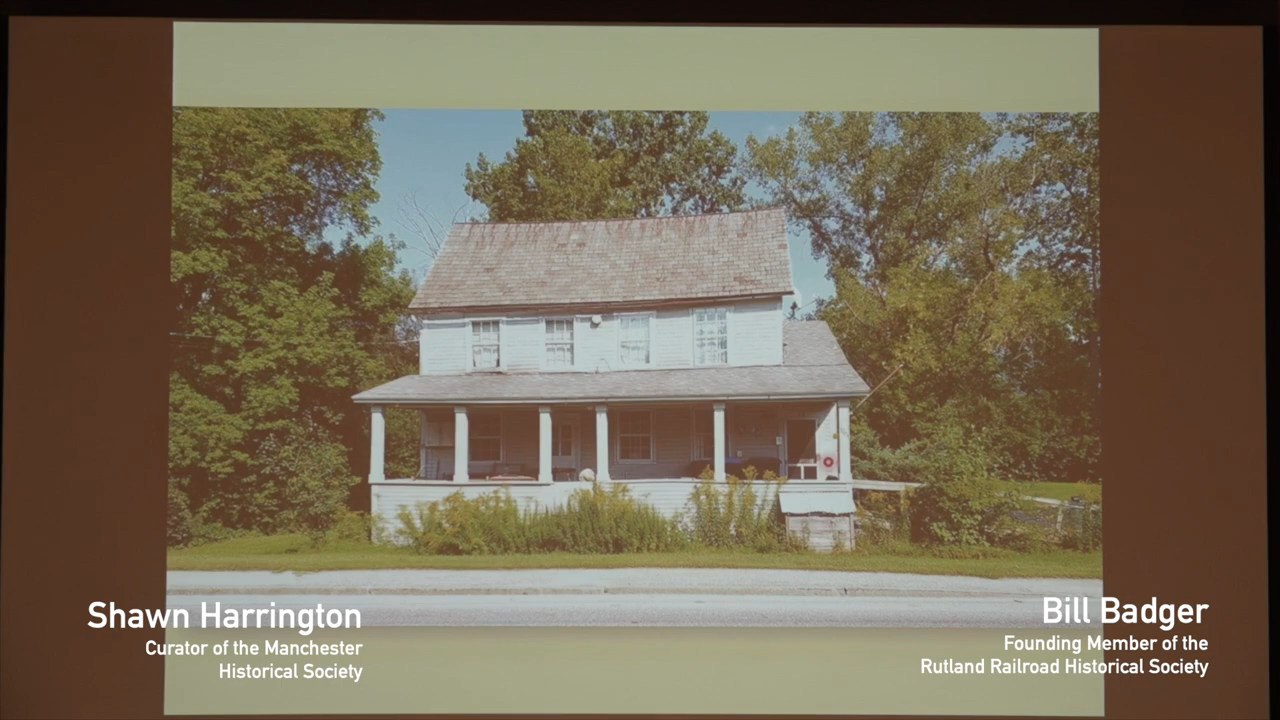 Shawn Harrington
Curator of the Manchester
Historical Society
Bill Badger
Founding Member of the
Rutland Railroad Historical Society